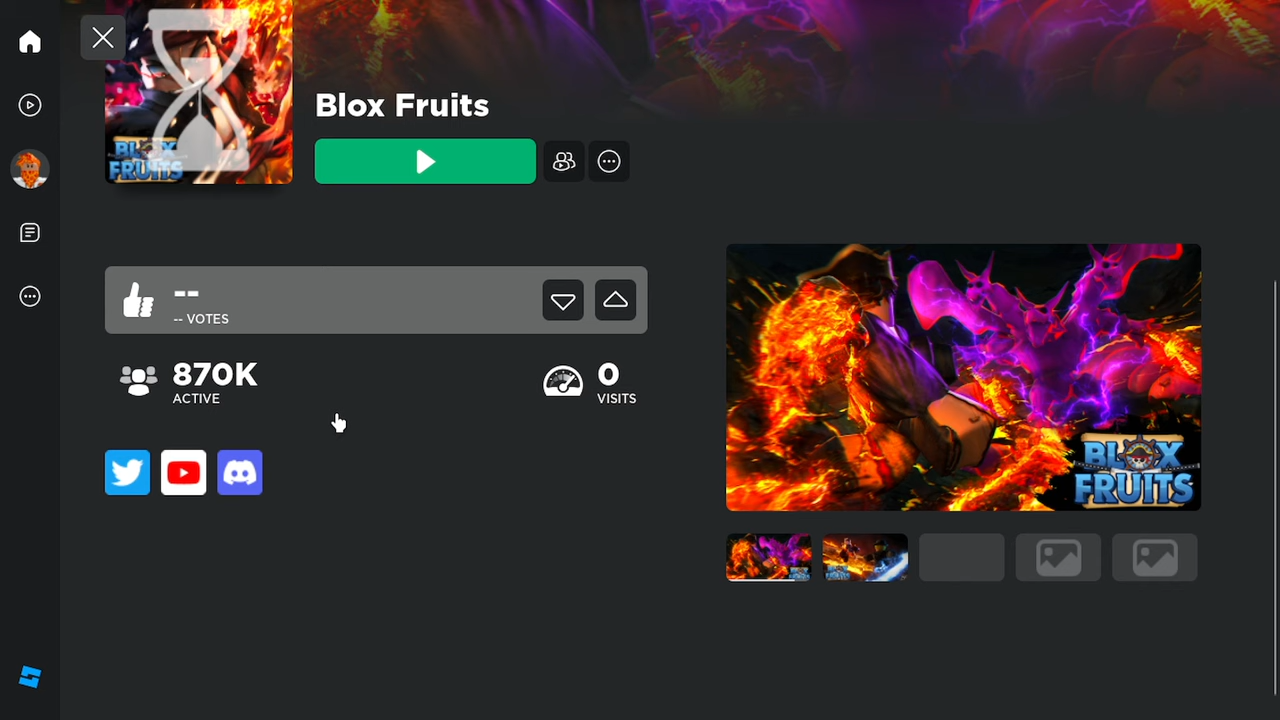 BLOX
FRUITS
Blox Fruits
--
-- VOTES
870K
ACTIVE
0
VISITS
BLOX
FRUITS